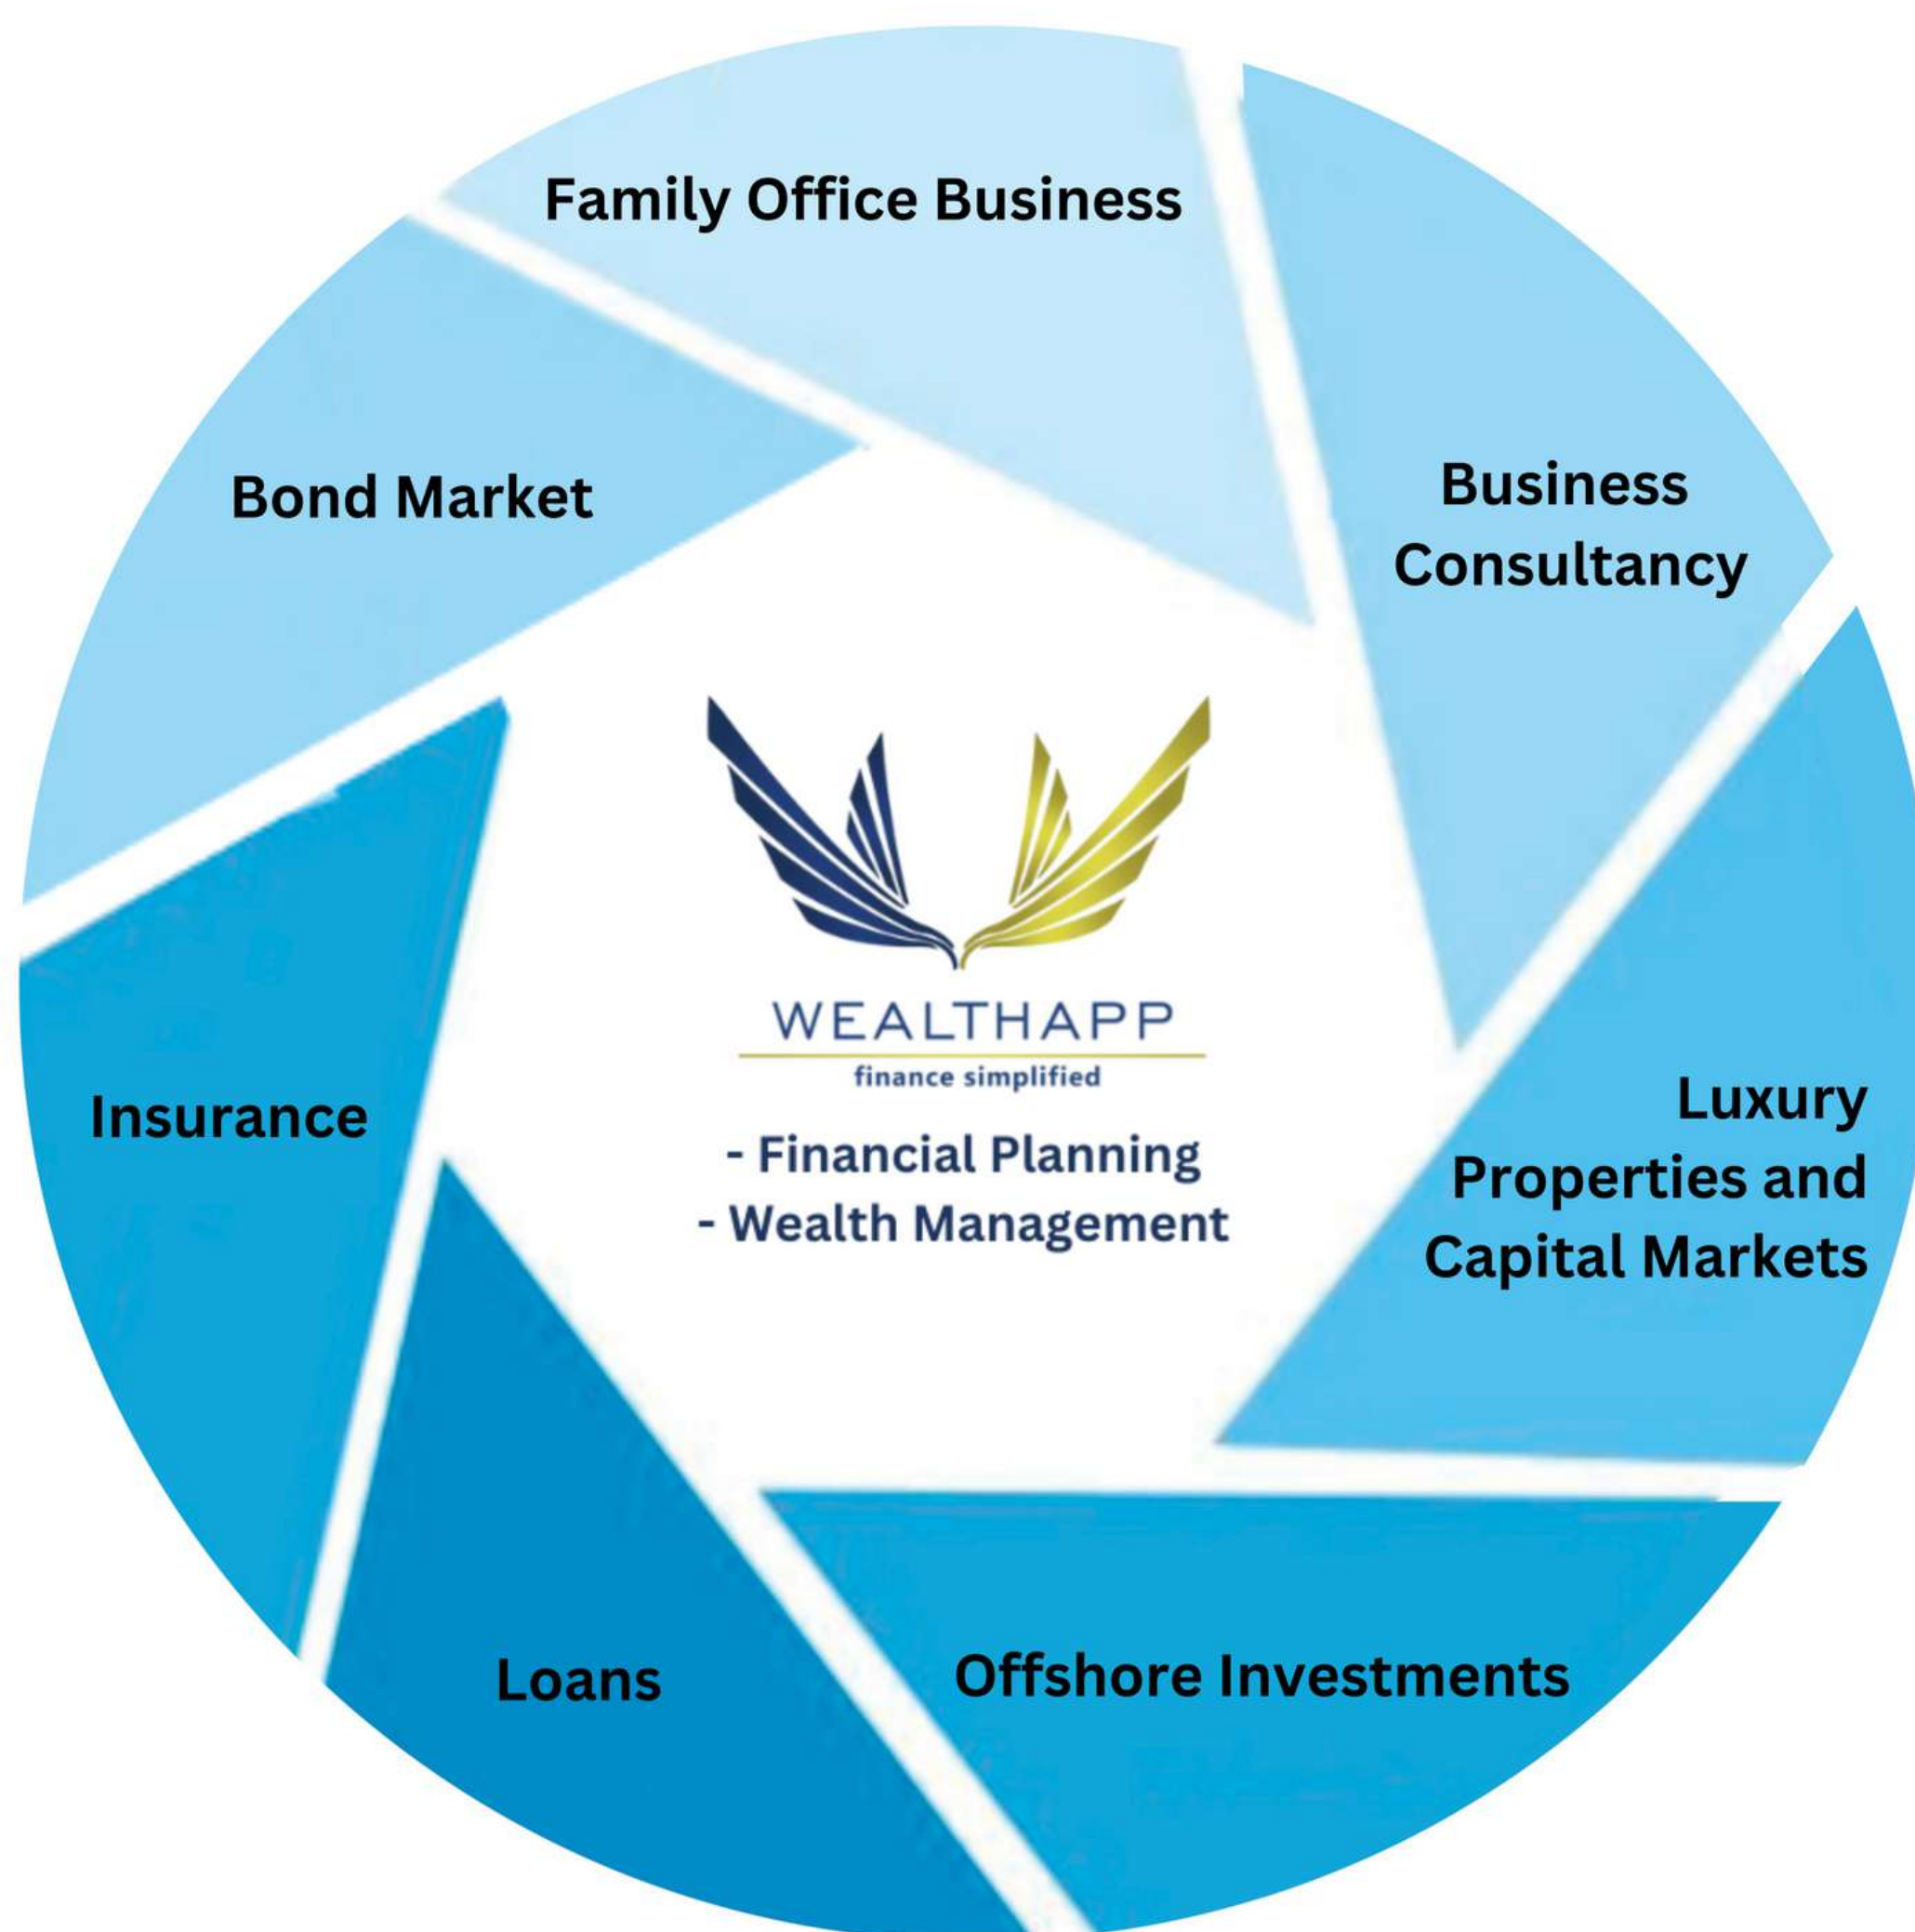 Family Office Business
Business
Consultancy
Bond Market
WEALTHAPP
finance simplified
- Financial Planning
- Wealth Management
Luxury
Properties and
Capital Markets
Insurance
Loans
Offshore Investments